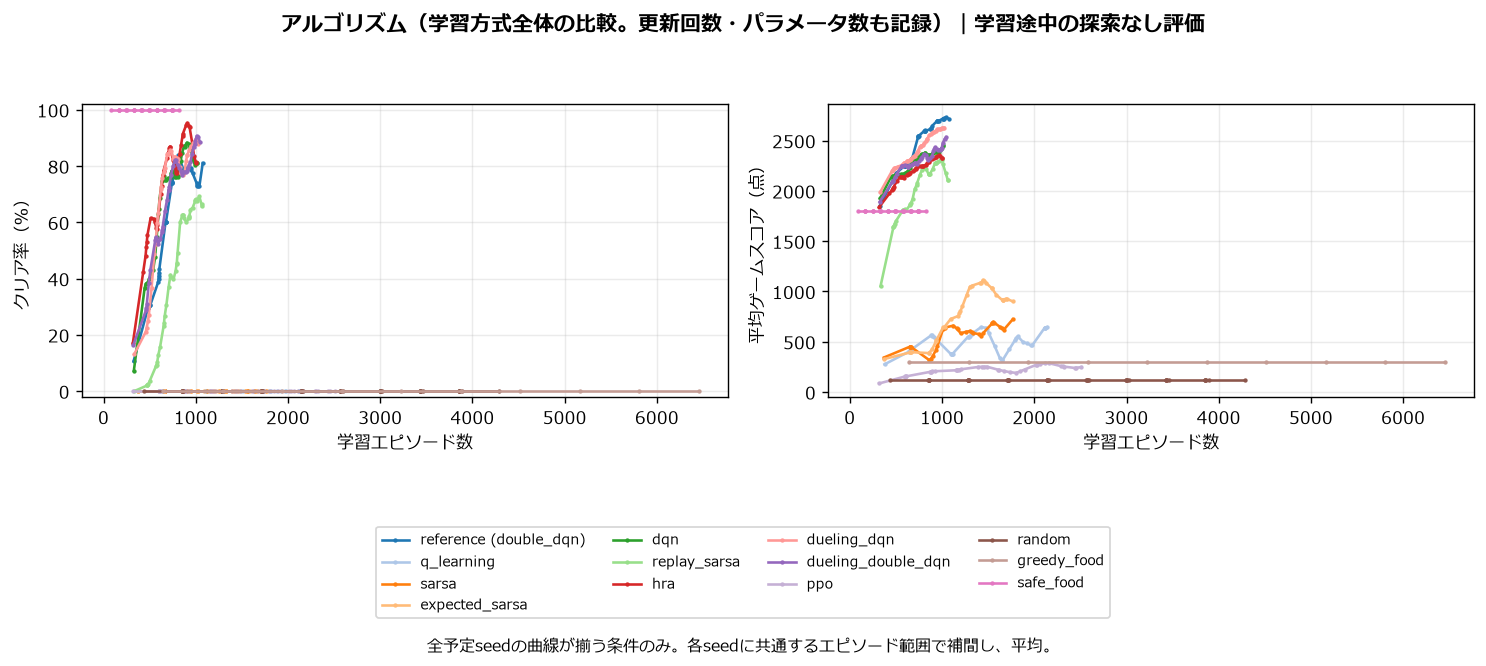 アルゴリズム（学習方式全体の比較。更新回数・パラメータ数も記録）｜学習途中の探索なし評価
クリア率（%）
100
80
60
40
20
0
0 1000 2000 3000 4000 5000 6000
学習エピソード数
平均ゲームスコア（点）
2500
2000
1500
1000
500
0
0 1000 2000 3000 4000 5000 6000
学習エピソード数
reference (double_dqn)
q_learning
sarsa
expected_sarsa
dqn
replay_sarsa
hra
dueling_dqn
dueling_double_dqn
ppo
random
greedy_food
safe_food
全予定seedの曲線が揃う条件のみ。各seedに共通するエピソード範囲で補間し、平均。